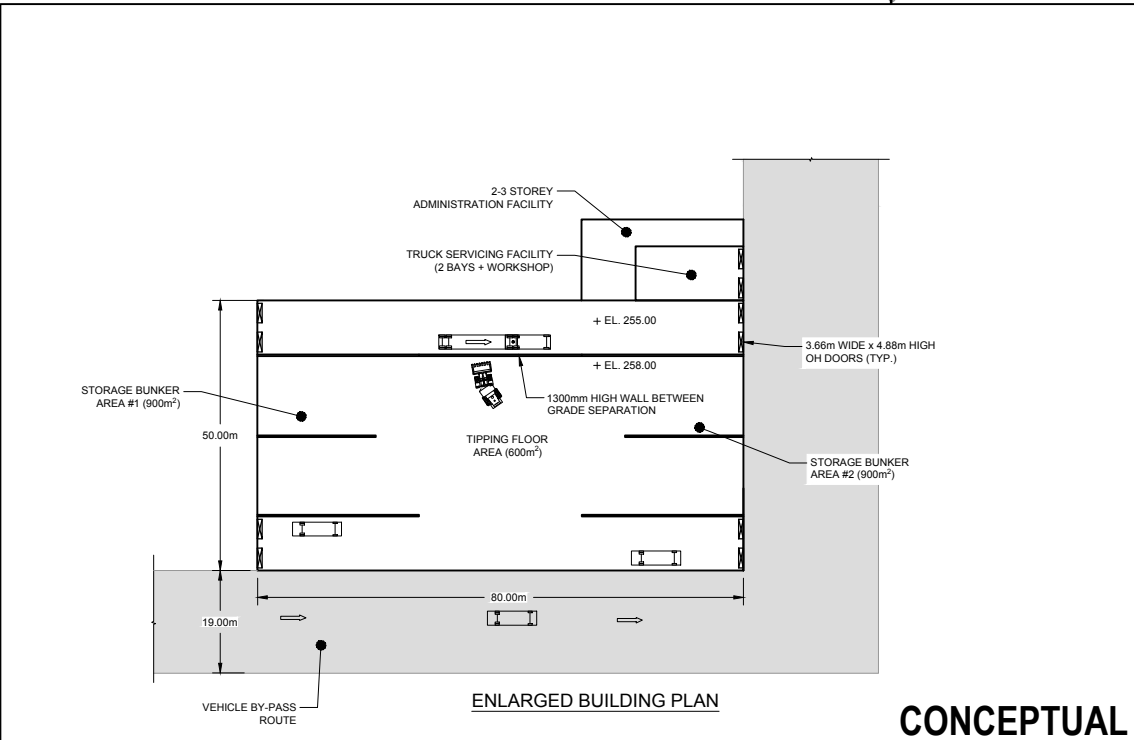 2-3 STOREY
ADMINISTRATION FACILITY
TRUCK SERVICING FACILITY
(2 BAYS + WORKSHOP)
+ EL. 255.00
3.66m WIDE x 4.88m HIGH
OH DOORS (TYP.)
+ EL. 258.00
1300mm HIGH WALL BETWEEN
GRADE SEPARATION
STORAGE BUNKER
AREA #1 (900m²)
50.00m
TIPPING FLOOR
AREA (600m²)
STORAGE BUNKER
AREA #2 (900m²)
80.00m
19.00m
VEHICLE BY-PASS
ROUTE
ENLARGED BUILDING PLAN
CONCEPTUAL